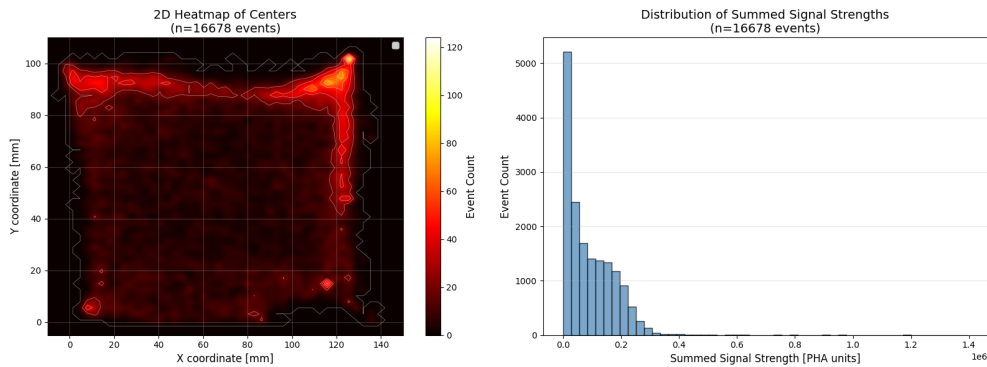 2D Heatmap of Centers
(n=16678 events)
100
80
60
40
20
0
Y coordinate [mm]
0 20 40 60 80 100 120 140
X coordinate [mm]
120
100
80
60
40
20
0
Event Count
Distribution of Summed Signal Strengths
(n=16678 events)
5000
4000
3000
2000
1000
0
Event Count
0.0 0.2 0.4 0.6 0.8 1.0 1.2 1.4
1e6
Summed Signal Strength [PHA units]